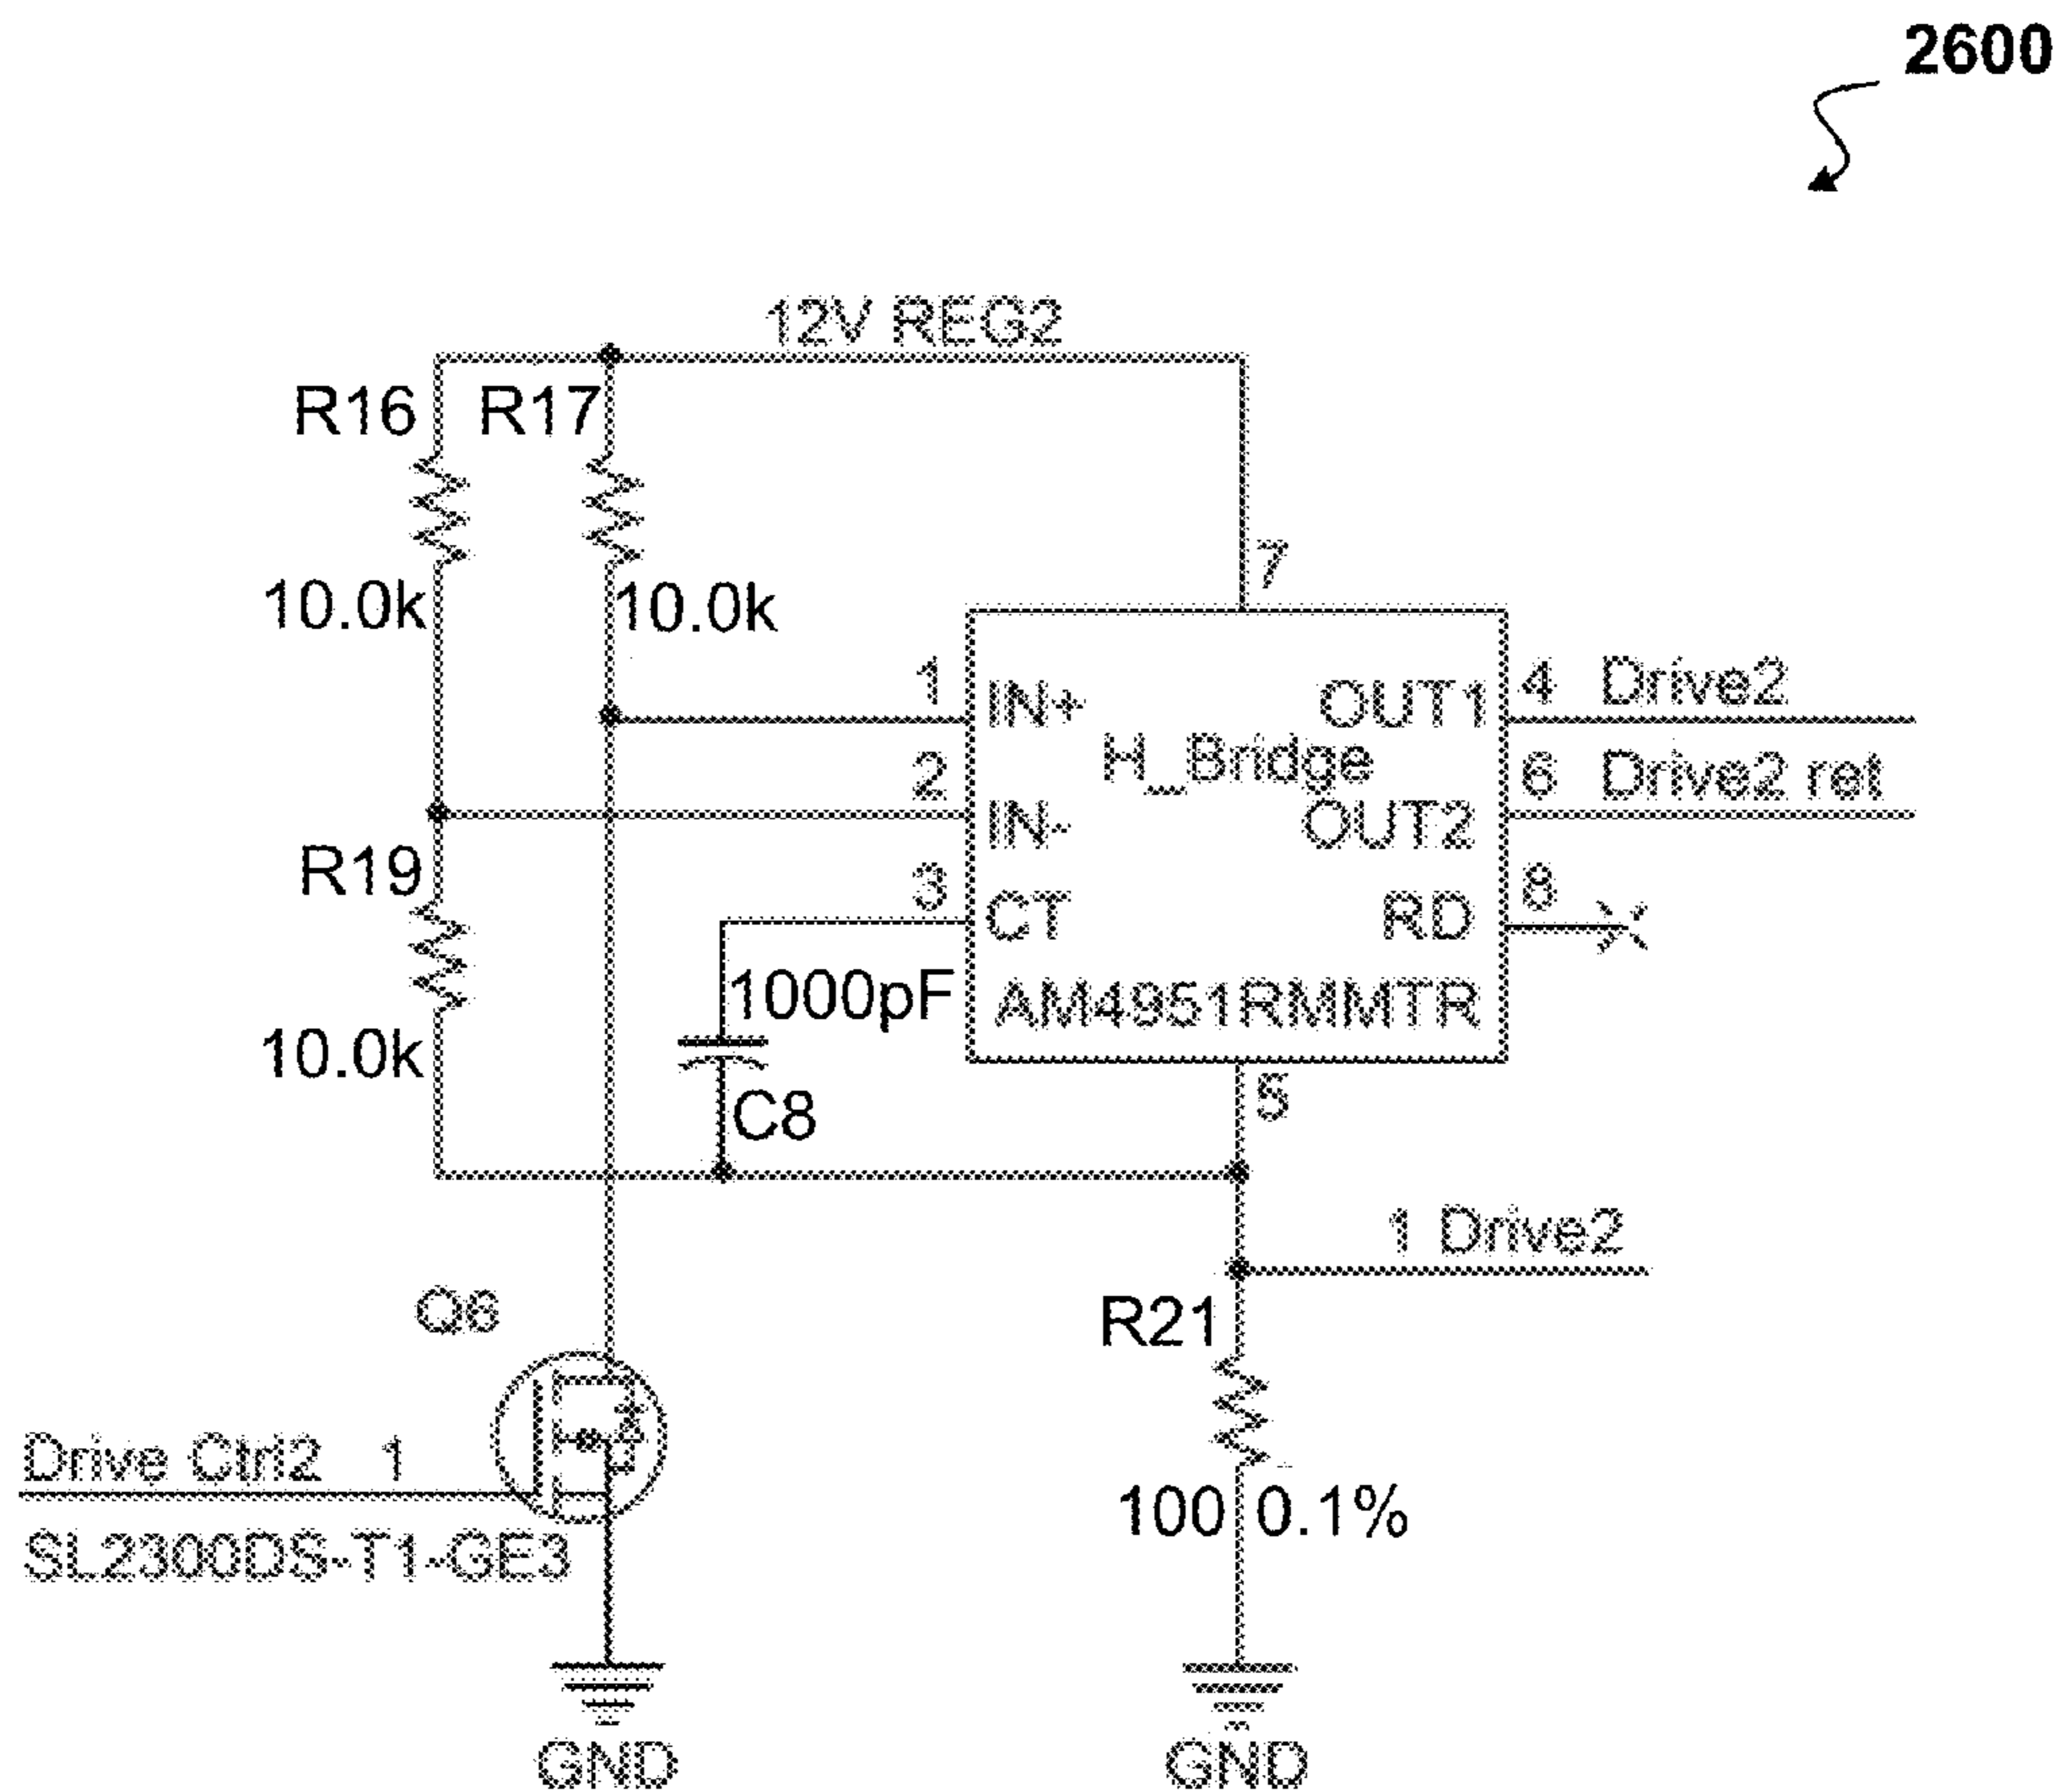 2600
12V REG2
R16
R17
10.0k
10.0k
7
1
IN+
OUT1
4
Drive2
H_Bridge
2
IN-
OUT2
6
Drive2 ret
R19
3
CT
RD
8
10.0k
1000pF
AM4951RMMTR
C8
5
1 Drive2
Q6
R21
Drive Ctrl2
1
100 0.1%
SL2300DS-T1-GE3
GND
GND